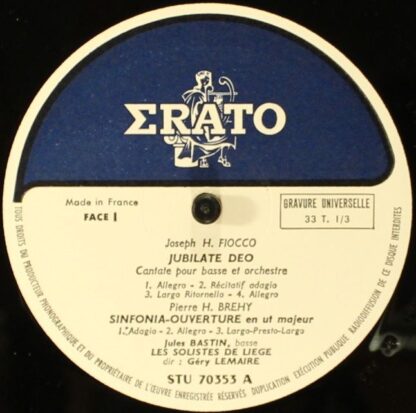 ΣRATO
Made in France
FACE I
GRAVURE UNIVERSELLE
33 T. 1/3
Joseph H. FIOCCO
JUBILATE DEO
Cantate pour basse et orchestre
1. Allegro - 2. Récitatif adagio
3. Largo Ritornello - 4. Allegro
Pierre H. BREHY
SINFONIA-OUVERTURE en ut majeur
1. Adagio - 2. Allegro - 3. Largo-Presto-Largo
Jules BASTIN, basse
LES SOLISTES DE LIEGE
dir : Géry LEMAIRE
STU 70353 A
TOUS DROITS DU PRODUCTEUR PHONOGRAPHIQUE ET DU PROPRIÉTAIRE DE L'ŒUVRE ENREGISTRÉE RÉSERVÉS DUPLICATION EXÉCUTION PUBLIQUE RADIODIFFUSION DE CE DISQUE INTERDITES